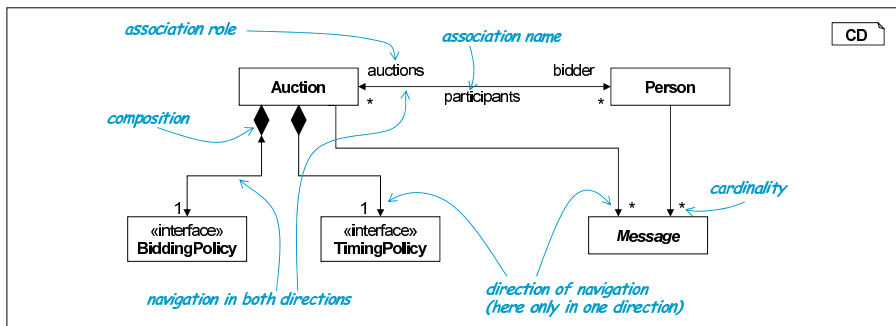 association role
association name
CD
auctions
bidder
Auction
participants
Person
*
*
composition
cardinality
1
1
*
*
«interface»
BiddingPolicy
«interface»
TimingPolicy
Message
navigation in both directions
direction of navigation
(here only in one direction)